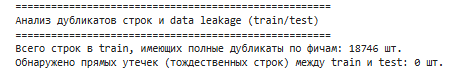 ====================================================
Анализ дубликатов строк и data leakage (train/test)
====================================================
Всего строк в train, имеющих полные дубликаты по фичам: 18746 шт.
Обнаружено прямых утечек (тождественных строк) между train и test: 0 шт.